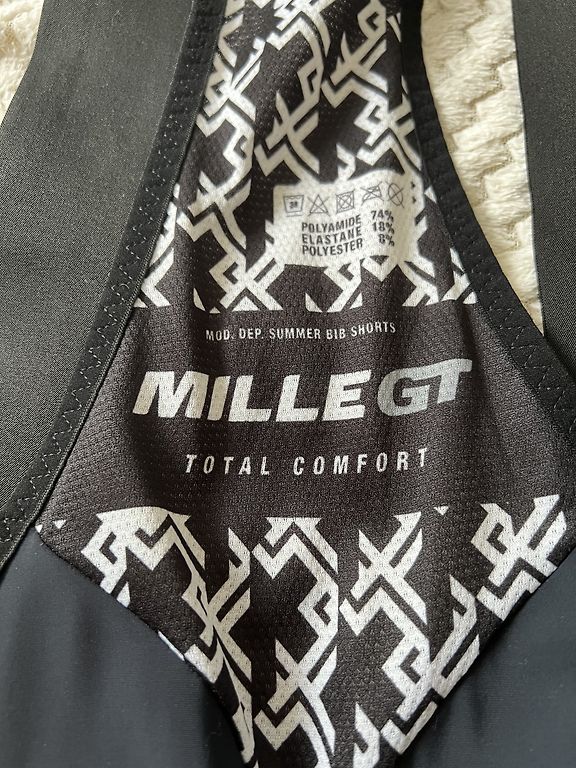 POLYAMIDE 74%
ELASTANE 18%
POLYESTER 8%
MOD. DEP. SUMMER BIB SHORTS
MILLE GT
TOTAL COMFORT